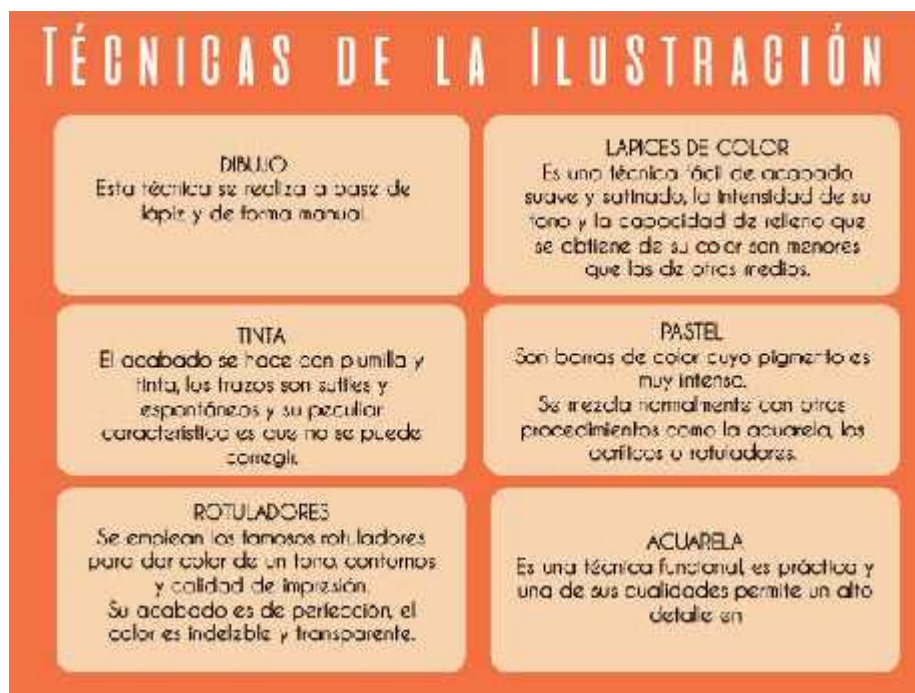 TÉCNICAS DE LA ILUSTRACIÓN
DIBUJO
Esta técnica se realiza a base de
lápiz y de forma manual.
LAPICES DE COLOR
Es una técnica fácil de acabado
suave y satinado, la intensidad de su
tono y la capacidad de relleno que
se obtiene de su color son menores
que las de otros medios.
TINTA
El acabado se hace con plumilla y
tinta, los trazos son sutiles y
espontáneos y su peculiar
característica es que no se puede
corregir.
PASTEL
Son barras de color cuyo pigmento es
muy intenso.
Se mezcla normalmente con otros
procedimientos como la acuarela, los
acrílicos o rotuladores.
ROTULADORES
Se emplean los famosos rotuladores
para dar color de un tono, contornos
y calidad de impresión.
Su acabado es de perfección, el
color es indeleble y transparente.
ACUARELA
Es una técnica funcional, es práctica y
una de sus cualidades permite un alto
detalle en